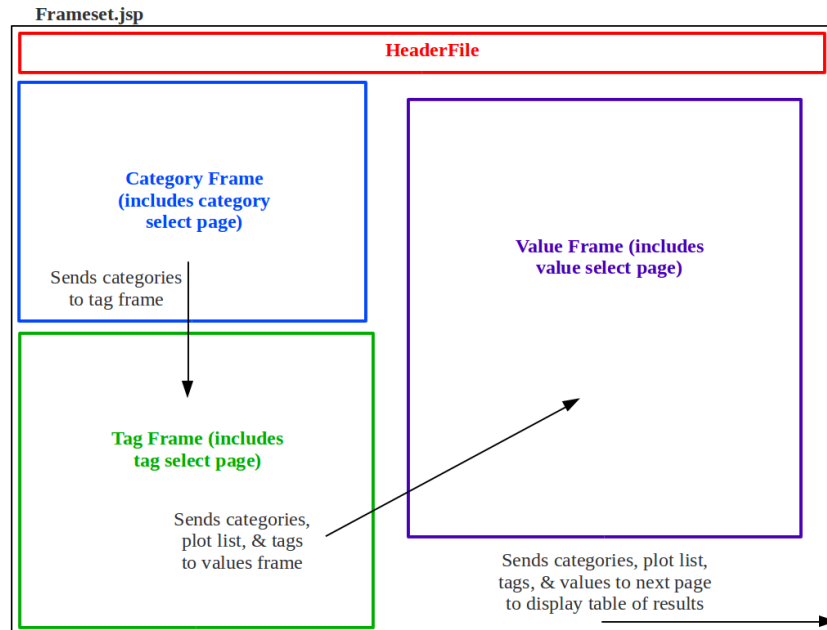 Frameset.jsp
HeaderFile
Category Frame
(includes category
select page)
Sends categories
to tag frame
Tag Frame (includes
tag select page)
Sends categories,
plot list, & tags
to values frame
Value Frame (includes
value select page)
Sends categories, plot list,
tags, & values to next page
to display table of results